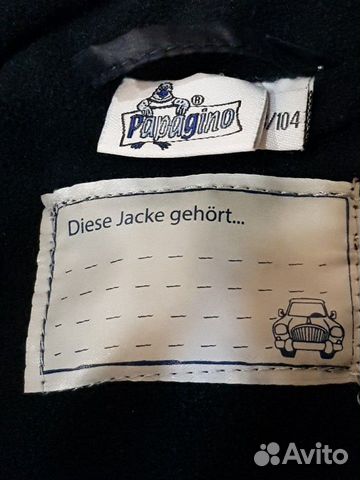 Papagino®
/104
Diese Jacke gehört...
Avito